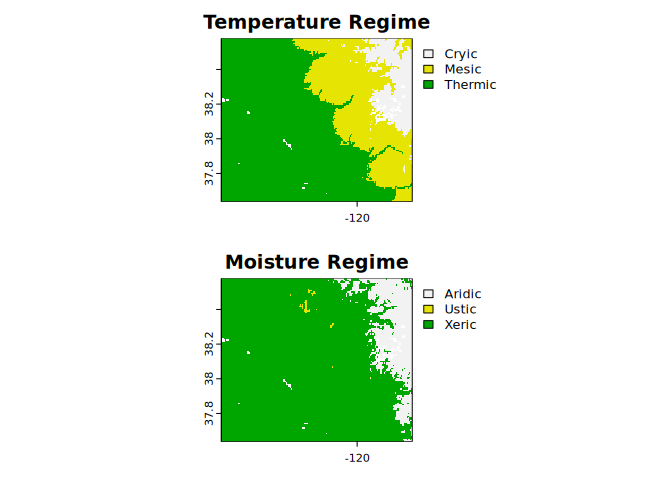 Temperature Regime
Cryic
Mesic
Thermic
38.2
38
37.8
-120
Moisture Regime
Aridic
Ustic
Xeric
38.2
38
37.8
-120